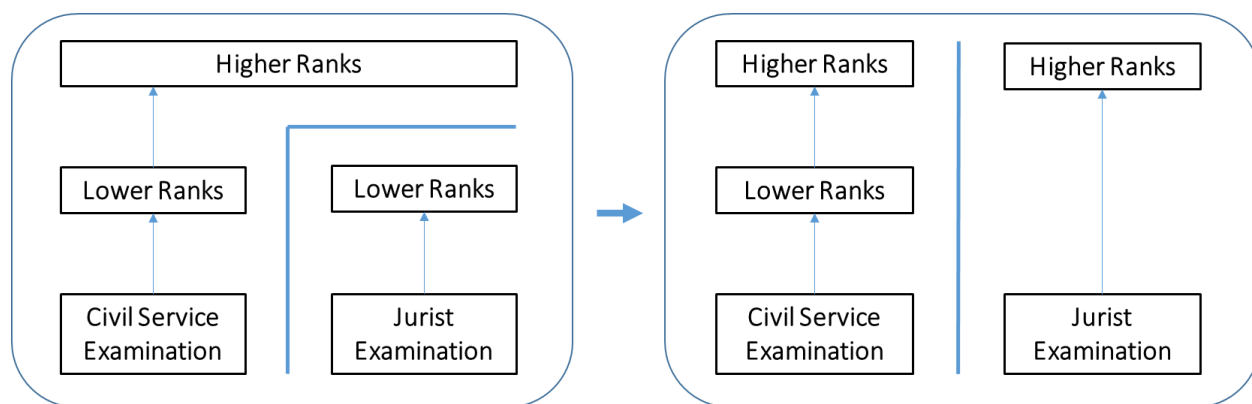 Higher Ranks
Lower Ranks
Lower Ranks
Civil Service
Examination
Jurist
Examination
Higher Ranks
Higher Ranks
Lower Ranks
Civil Service
Examination
Jurist
Examination